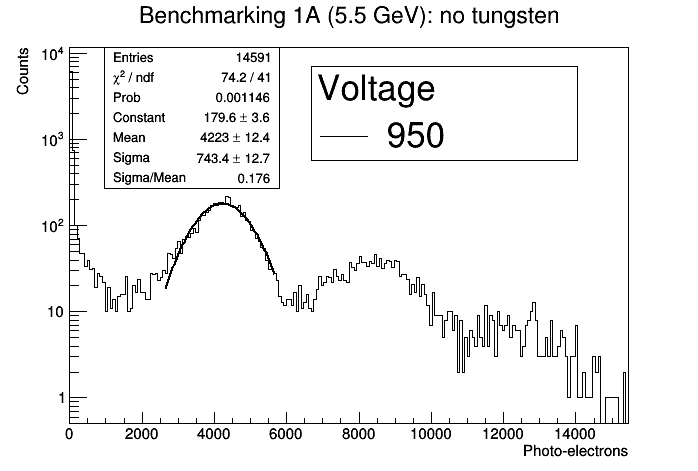 Benchmarking 1A (5.5 GeV): no tungsten
Counts
Entries 14591
χ² / ndf 74.2 / 41
Prob 0.001146
Constant 179.6 ± 3.6
Mean 4223 ± 12.4
Sigma 743.4 ± 12.7
Sigma/Mean 0.176
Voltage
950
10⁴
10³
10²
10
1
0 2000 4000 6000 8000 10000 12000 14000
Photo-electrons